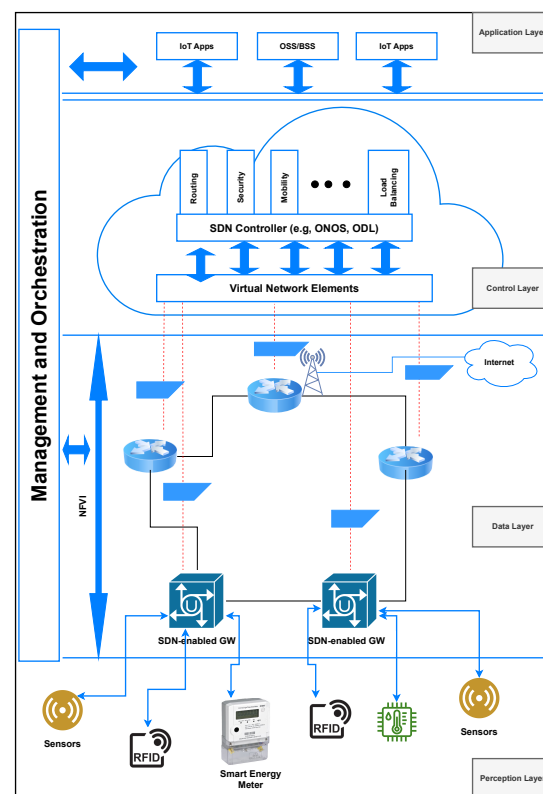 Application Layer
IoT Apps
OSS/BSS
IoT Apps
Management and Orchestration
Routing
Security
Mobility
Load
Balancing
SDN Controller (e.g, ONOS, ODL)
Virtual Network Elements
Control Layer
Internet
NFVI
Data Layer
U
U
SDN-enabled GW
SDN-enabled GW
Sensors
RFID
Smart Energy
Meter
RFID
Sensors
Perception Layer